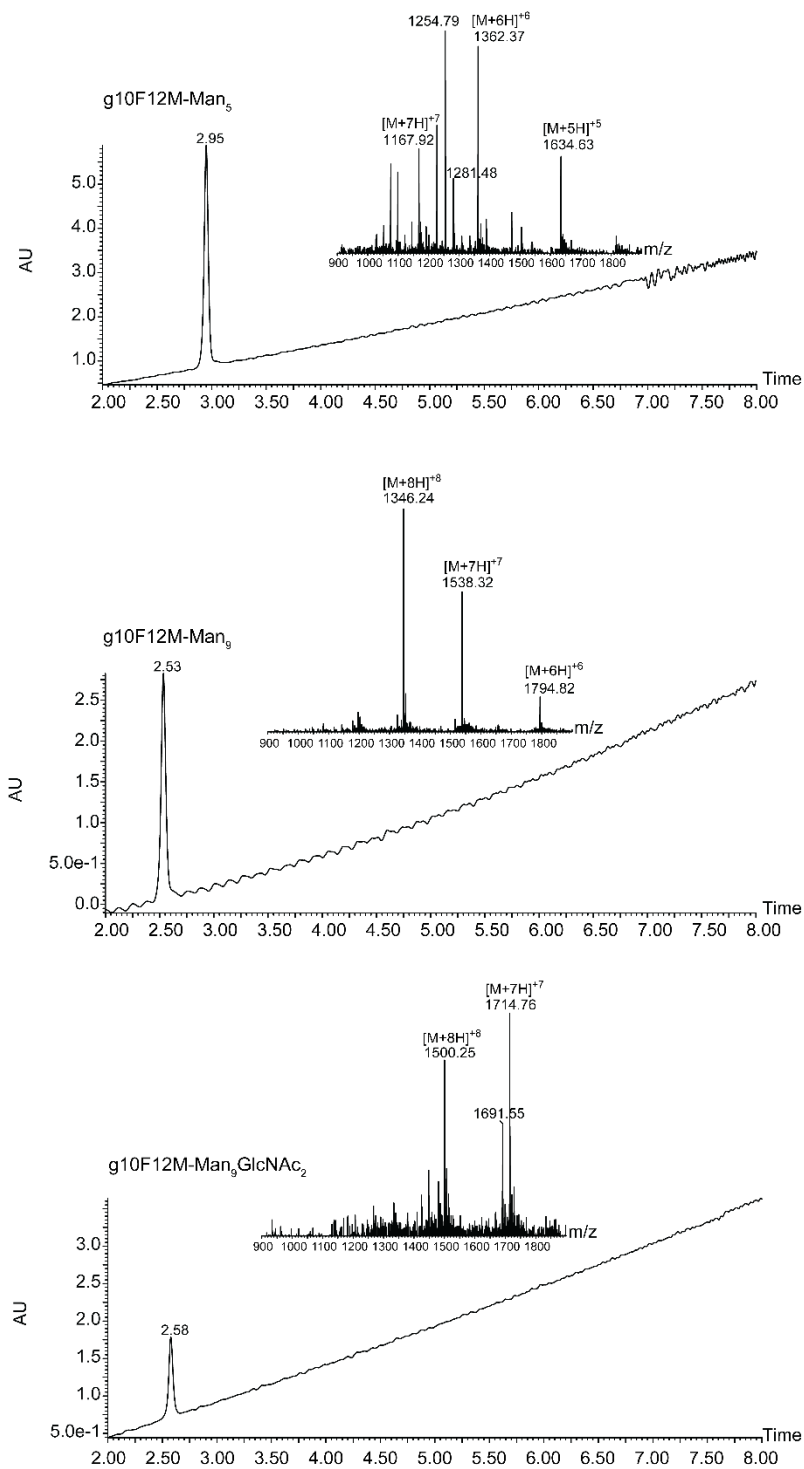 1254.79
[M+6H]+6
1362.37
g10F12M-Man5
[M+7H]+7
1167.92
[M+5H]+5
1634.63
2.95
1281.48
5.0
4.0
3.0
2.0
1.0
AU
m/z
900 1000 1100 1200 1300 1400 1500 1600 1700 1800
Time
2.00 2.50 3.00 3.50 4.00 4.50 5.00 5.50 6.00 6.50 7.00 7.50 8.00
[M+8H]+8
1346.24
[M+7H]+7
1538.32
g10F12M-Man9
2.53
[M+6H]+6
1794.82
2.5
2.0
1.5
1.0
5.0e-1
0.0
AU
m/z
900 1000 1100 1200 1300 1400 1500 1600 1700 1800
Time
2.00 2.50 3.00 3.50 4.00 4.50 5.00 5.50 6.00 6.50 7.00 7.50 8.00
[M+7H]+7
1714.76
[M+8H]+8
1500.25
1691.55
g10F12M-Man9GlcNAc2
m/z
900 1000 1100 1200 1300 1400 1500 1600 1700 1800
3.0
2.5
2.0
1.5
1.0
5.0e-1
AU
2.58
Time
2.00 2.50 3.00 3.50 4.00 4.50 5.00 5.50 6.00 6.50 7.00 7.50 8.00